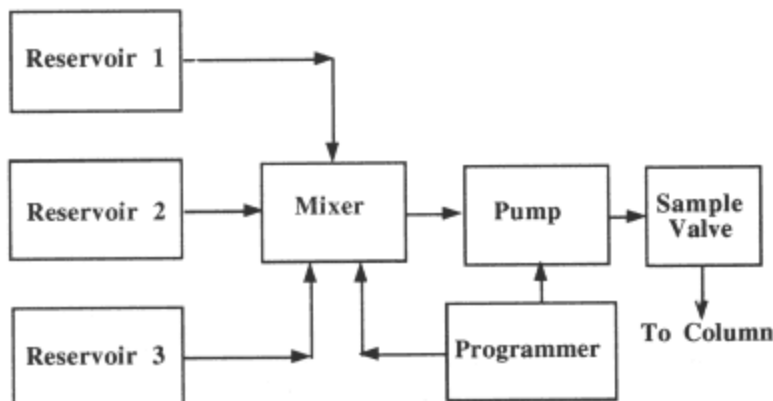 Reservoir 1
Reservoir 2
Mixer
Pump
Sample
Valve
To Column
Reservoir 3
Programmer